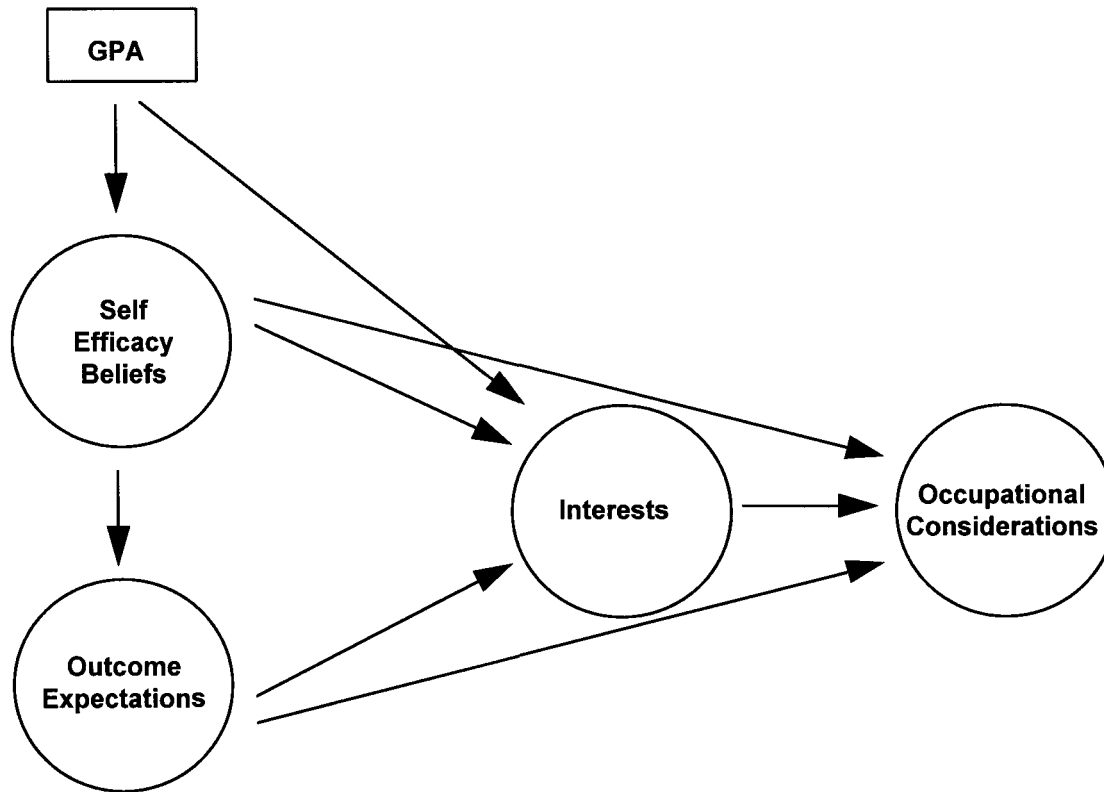 GPA
Self
Efficacy
Beliefs
Interests
Occupational
Considerations
Outcome
Expectations